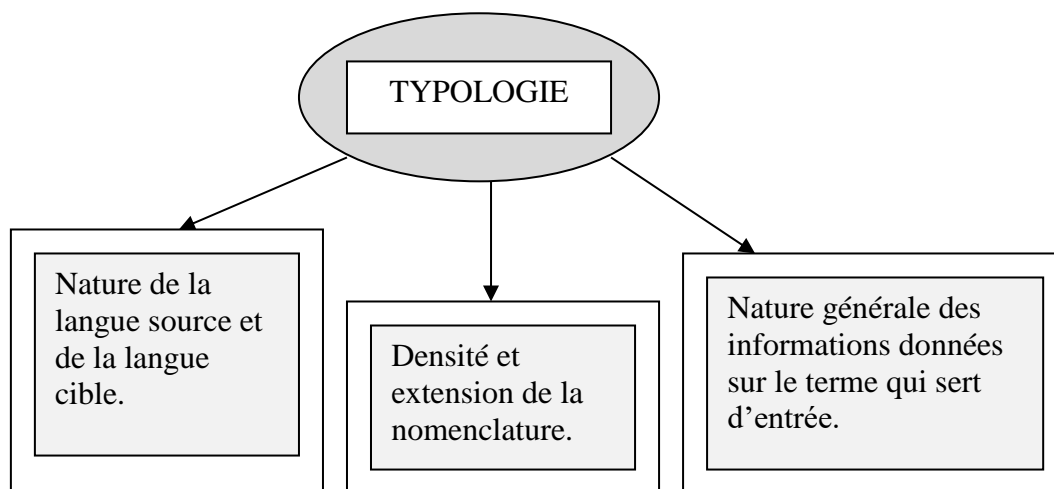 TYPOLOGIE
Nature de la
langue source et
de la langue
cible.
Densité et
extension de la
nomenclature.
Nature générale des
informations données
sur le terme qui sert
d’entrée.